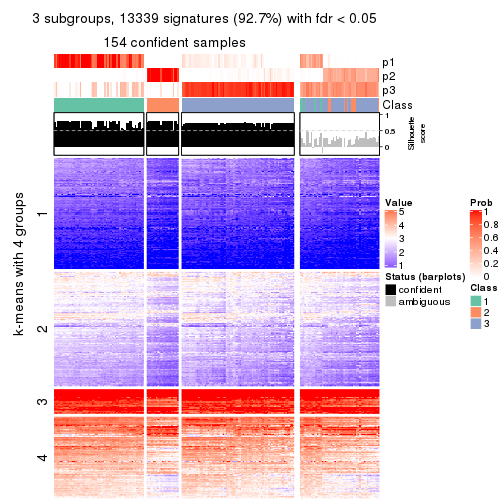 3 subgroups, 13339 signatures (92.7%) with fdr < 0.05
154 confident samples
p1
p2
p3
Class
1
0.5
0
Silhouette
score
k-means with 4 groups
1
2
3
4
Value
5
4
3
2
1
Status (barplots)
confident
ambiguous
Prob
1
0.8
0.6
0.4
0.2
0
Class
1
2
3